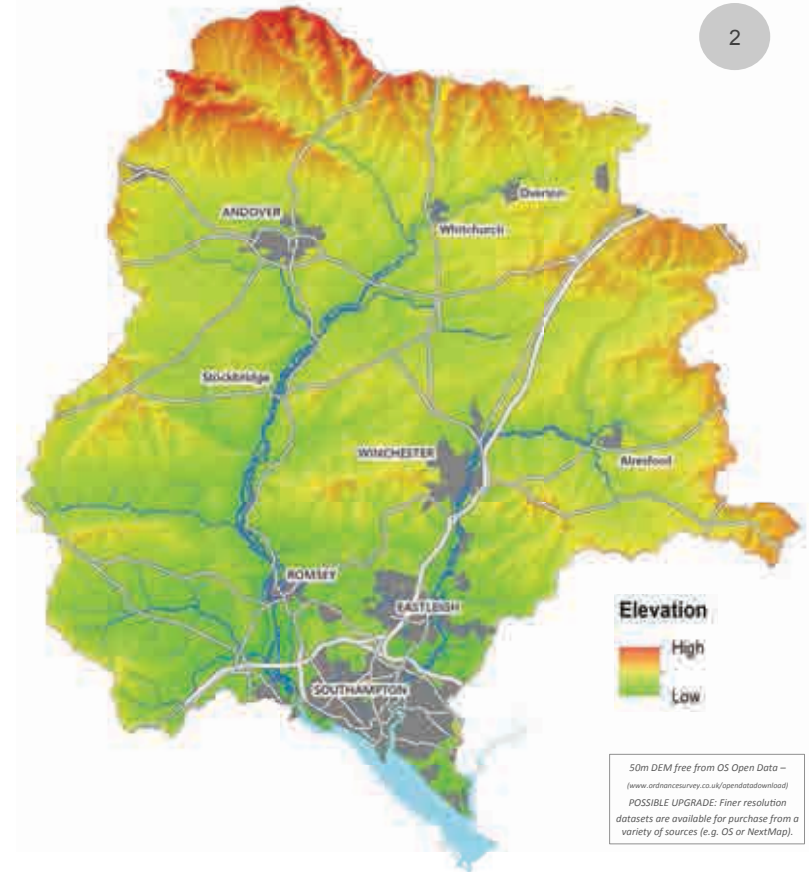 2
ANDOVER
Overton
Whitchurch
Stockbridge
WINCHESTER
Alresford
ROMSEY
EASTLEIGH
SOUTHAMPTON
Elevation
High
Low
50m DEM free from OS Open Data –
(www.ordnancesurvey.co.uk/opendatadownload)
POSSIBLE UPGRADE: Finer resolution
datasets are available for purchase from a
variety of sources (e.g. OS or NextMap).